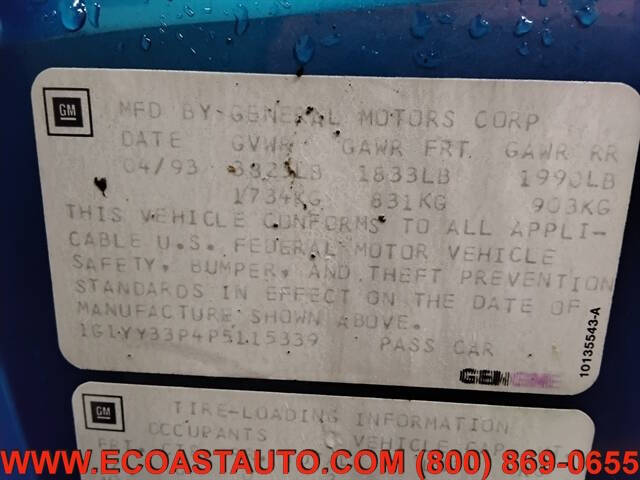 GM
MFD BY GENERAL MOTORS CORP
DATE GVWR GAWR FRT. GAWR RR
04/93 3823LB 1833LB 1990LB
1734KG 831KG 903KG
THIS VEHICLE CONFORMS TO ALL APPLI-
CABLE U.S. FEDERAL MOTOR VEHICLE
SAFETY, BUMPER, AND THEFT PREVENTION
STANDARDS IN EFFECT ON THE DATE OF
MANUFACTURE SHOWN ABOVE.
1G1YY33P4P5115339 PASS CAR
10135543-A
GM
TIRE-LOADING INFORMATION
OCCUPANTS VEHICLE CAP. WT.
WWW.ECOASTAUTO.COM (800) 869-0655